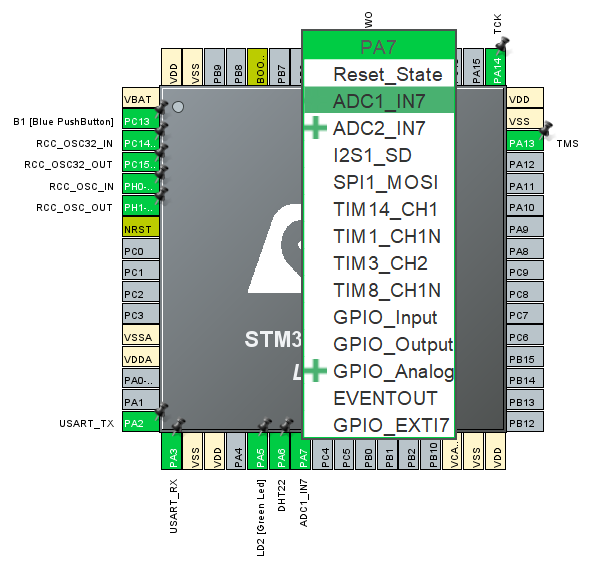 WO
TCK
VDD
VSS
PB9
PB8
BOO...
PB7
PA15
PA14
PA7
Reset_State
ADC1_IN7
ADC2_IN7
I2S1_SD
SPI1_MOSI
TIM14_CH1
TIM1_CH1N
TIM3_CH2
TIM8_CH1N
GPIO_Input
GPIO_Output
GPIO_Analog
EVENTOUT
GPIO_EXTI7
VBAT
B1 [Blue PushButton] PC13
RCC_OSC32_IN PC14...
RCC_OSC32_OUT PC15...
RCC_OSC_IN PH0-...
RCC_OSC_OUT PH1-...
NRST
PC0
PC1
PC2
PC3
VSSA
VDDA
PA0-...
PA1
USART_TX PA2
STM3
L
VDD
VSS
PA13 TMS
PA12
PA11
PA10
PA9
PA8
PC9
PC8
PC7
PC6
PB15
PB14
PB13
PB12
PA3
VSS
VDD
PA4
PA5
PA6
PA7
PC4
PC5
PB0
PB1
PB2
PB10
VCA...
VSS
VDD
USART_RX
LD2 [Green Led]
DHT22
ADC1_IN7